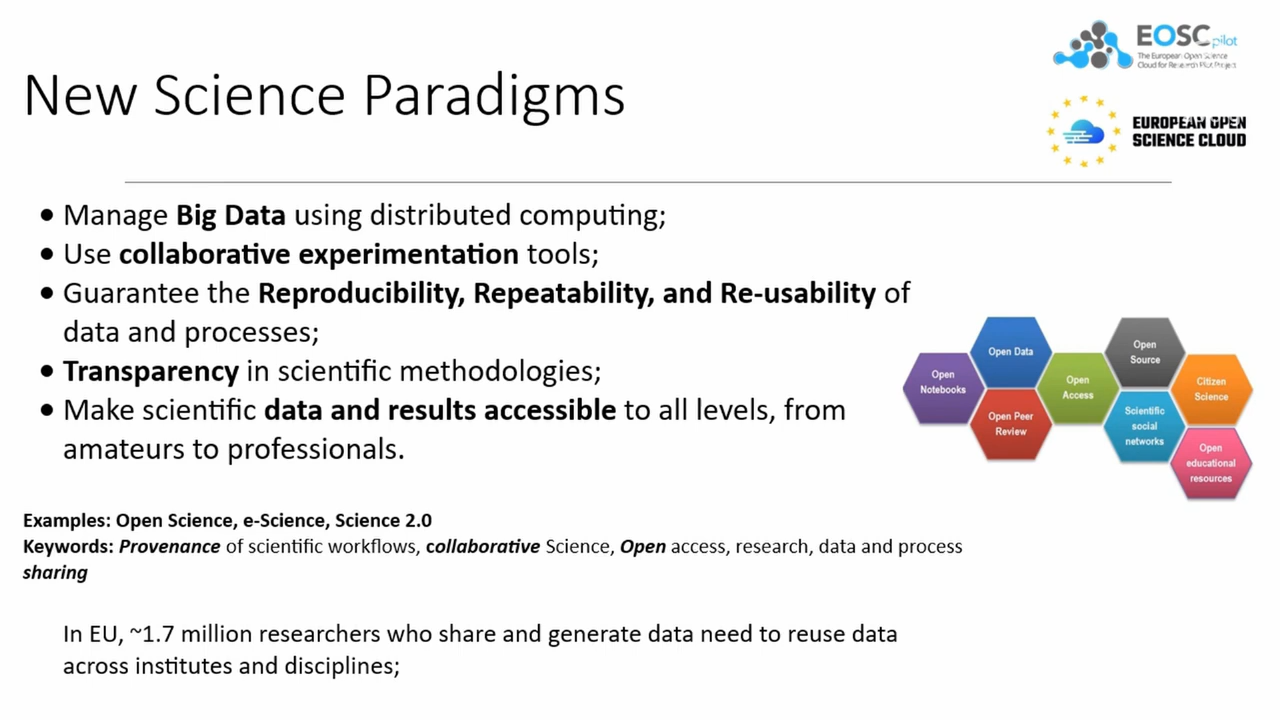 EOSC pilot
The European Open Science
Cloud for Research Pilot Project
New Science Paradigms
EUROPEAN OPEN
SCIENCE CLOUD
• Manage Big Data using distributed computing;
• Use collaborative experimentation tools;
• Guarantee the Reproducibility, Repeatability, and Re-usability of
data and processes;
• Transparency in scientific methodologies;
• Make scientific data and results accessible to all levels, from
amateurs to professionals.
Open
Notebooks
Open Data
Open Peer
Review
Open
Access
Open
Source
Scientific
social
networks
Citizen
Science
Open
educational
resources
Examples: Open Science, e-Science, Science 2.0
Keywords: Provenance of scientific workflows, collaborative Science, Open access, research, data and process
sharing
In EU, ~1.7 million researchers who share and generate data need to reuse data
across institutes and disciplines;